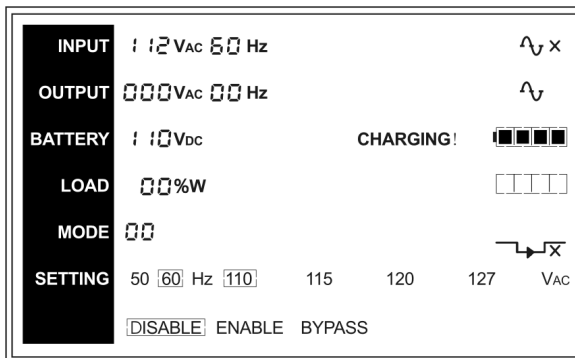 INPUT 112 VAC 60 Hz
OUTPUT 000 VAC 00 Hz
BATTERY 110 VDC CHARGING!
LOAD 00%W
MODE 00
SETTING 50 60 Hz 110 115 120 127 VAC
DISABLE ENABLE BYPASS